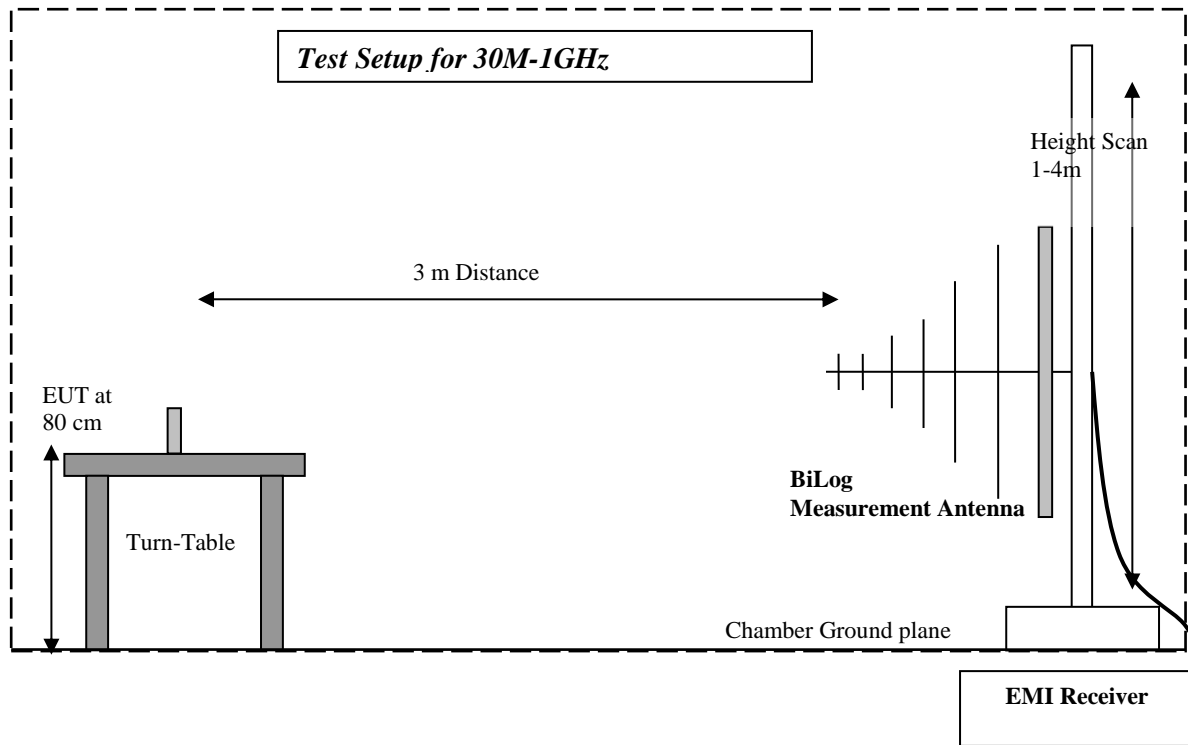 Test Setup for 30M-1GHz
Height Scan
1-4m
3 m Distance
EUT at
80 cm
BiLog
Measurement Antenna
Turn-Table
Chamber Ground plane
EMI Receiver